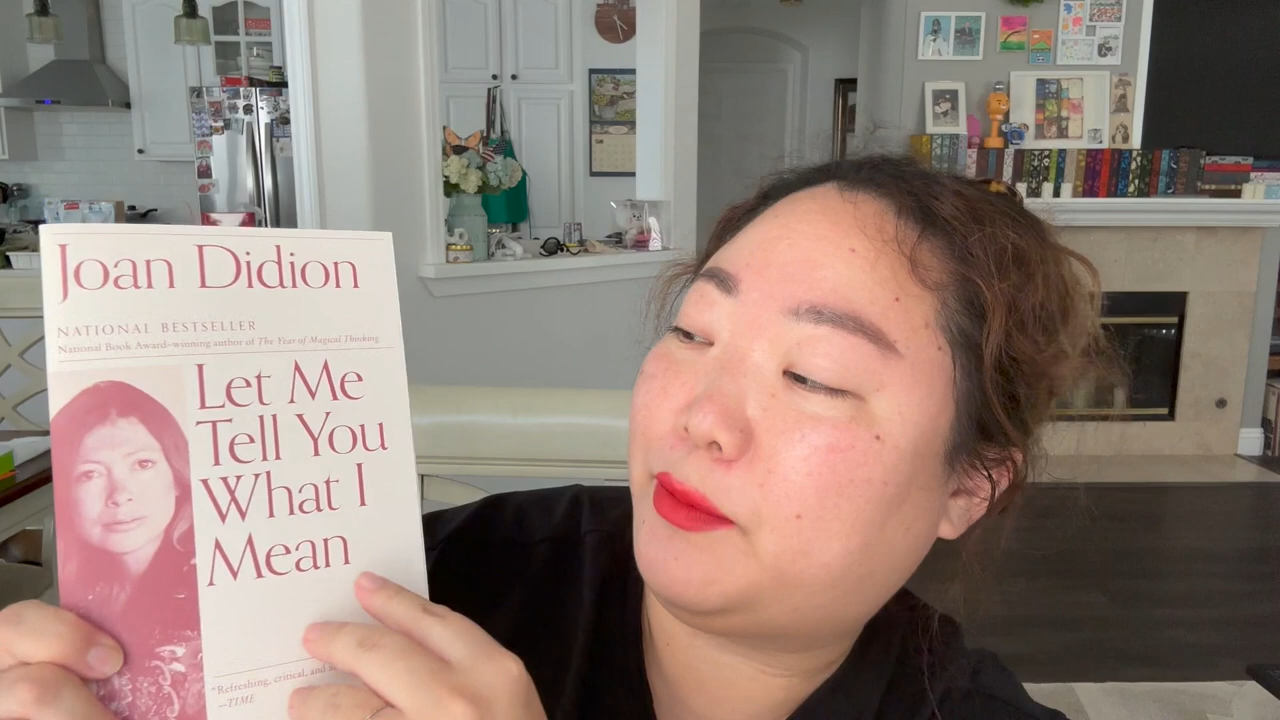 Joan Didion
NATIONAL BESTSELLER
National Book Award–winning author of The Year of Magical Thinking
Let Me
Tell You
What I
Mean
"Refreshing, critical, and
—TIME